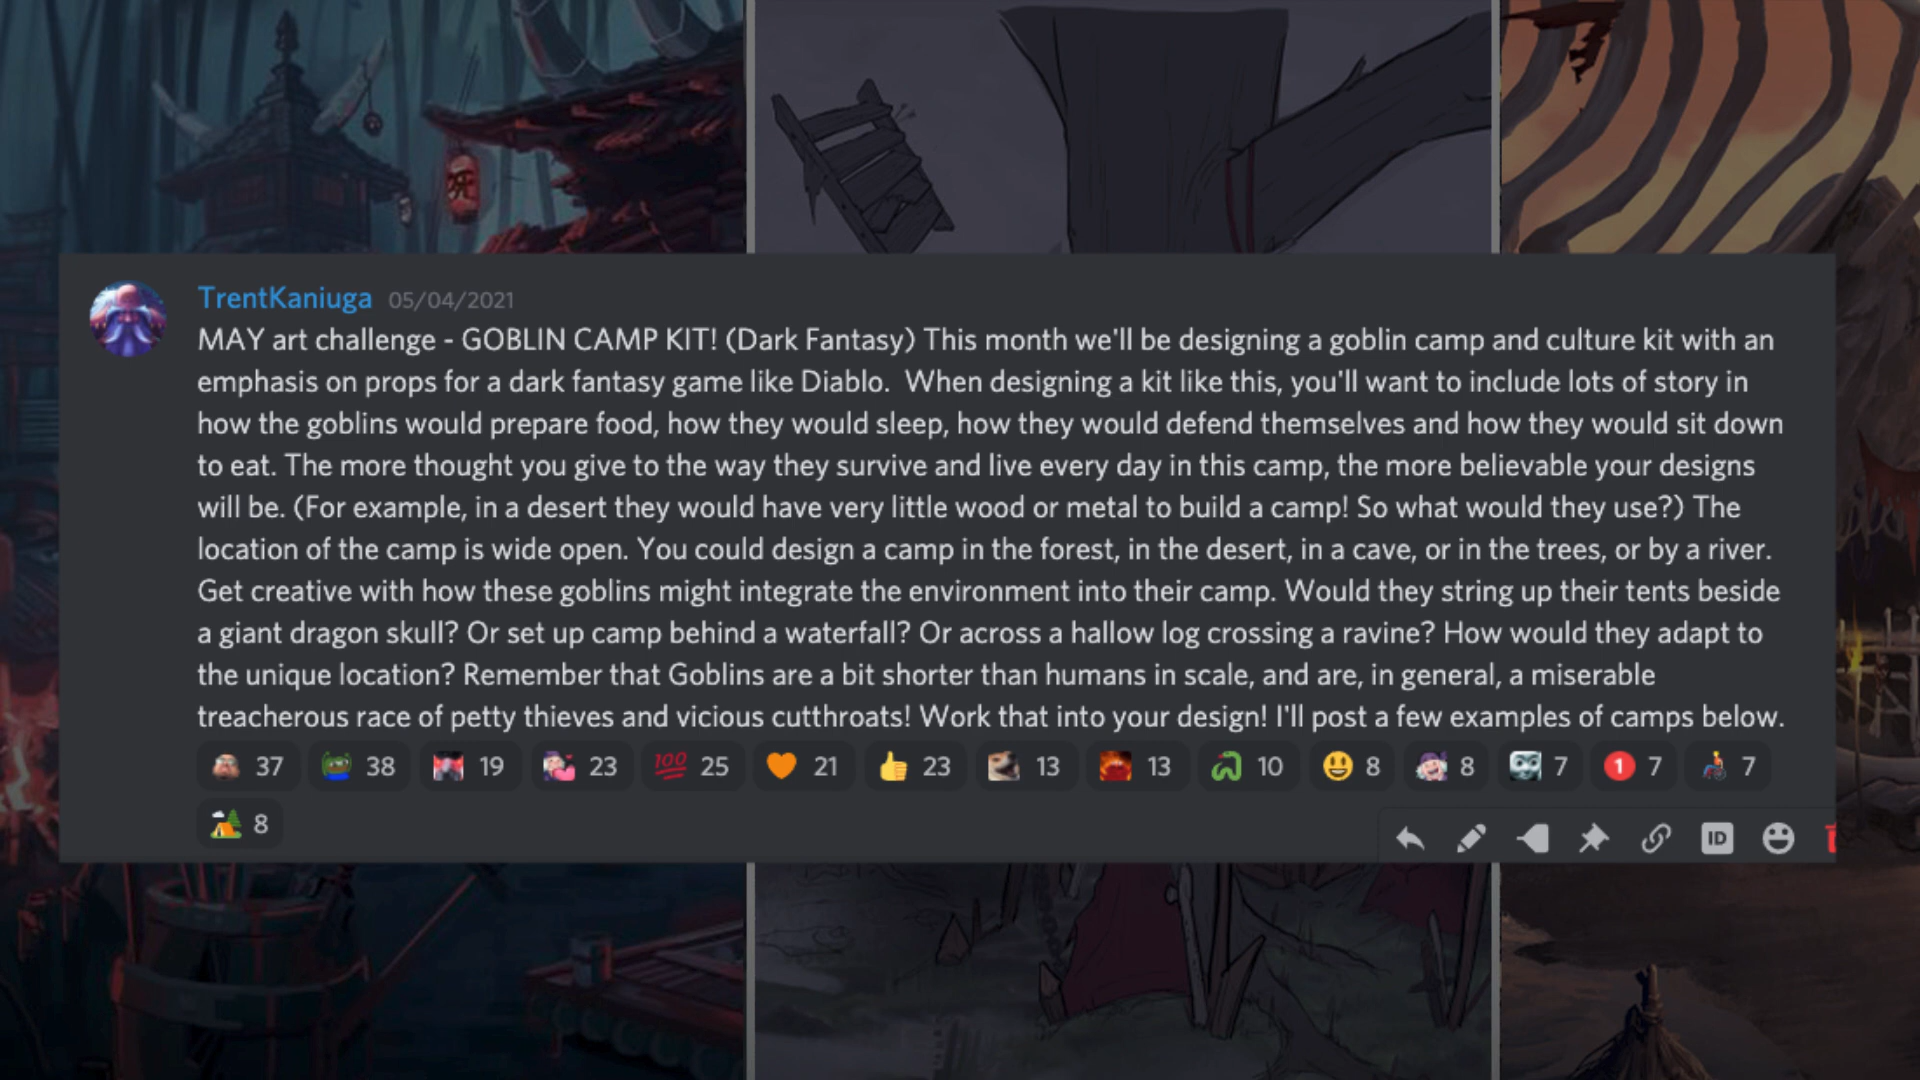 死
TrentKaniuga 05/04/2021
MAY art challenge - GOBLIN CAMP KIT! (Dark Fantasy) This month we'll be designing a goblin camp and culture kit with an
emphasis on props for a dark fantasy game like Diablo.  When designing a kit like this, you'll want to include lots of story in
how the goblins would prepare food, how they would sleep, how they would defend themselves and how they would sit down
to eat. The more thought you give to the way they survive and live every day in this camp, the more believable your designs
will be. (For example, in a desert they would have very little wood or metal to build a camp! So what would they use?) The
location of the camp is wide open. You could design a camp in the forest, in the desert, in a cave, or in the trees, or by a river.
Get creative with how these goblins might integrate the environment into their camp. Would they string up their tents beside
a giant dragon skull? Or set up camp behind a waterfall? Or across a hallow log crossing a ravine? How would they adapt to
the unique location? Remember that Goblins are a bit shorter than humans in scale, and are, in general, a miserable
treacherous race of petty thieves and vicious cutthroats! Work that into your design! I'll post a few examples of camps below.
37 38 19 23 100 25 21 23 13 13 10 8 8 7 1 7 7
8
ID